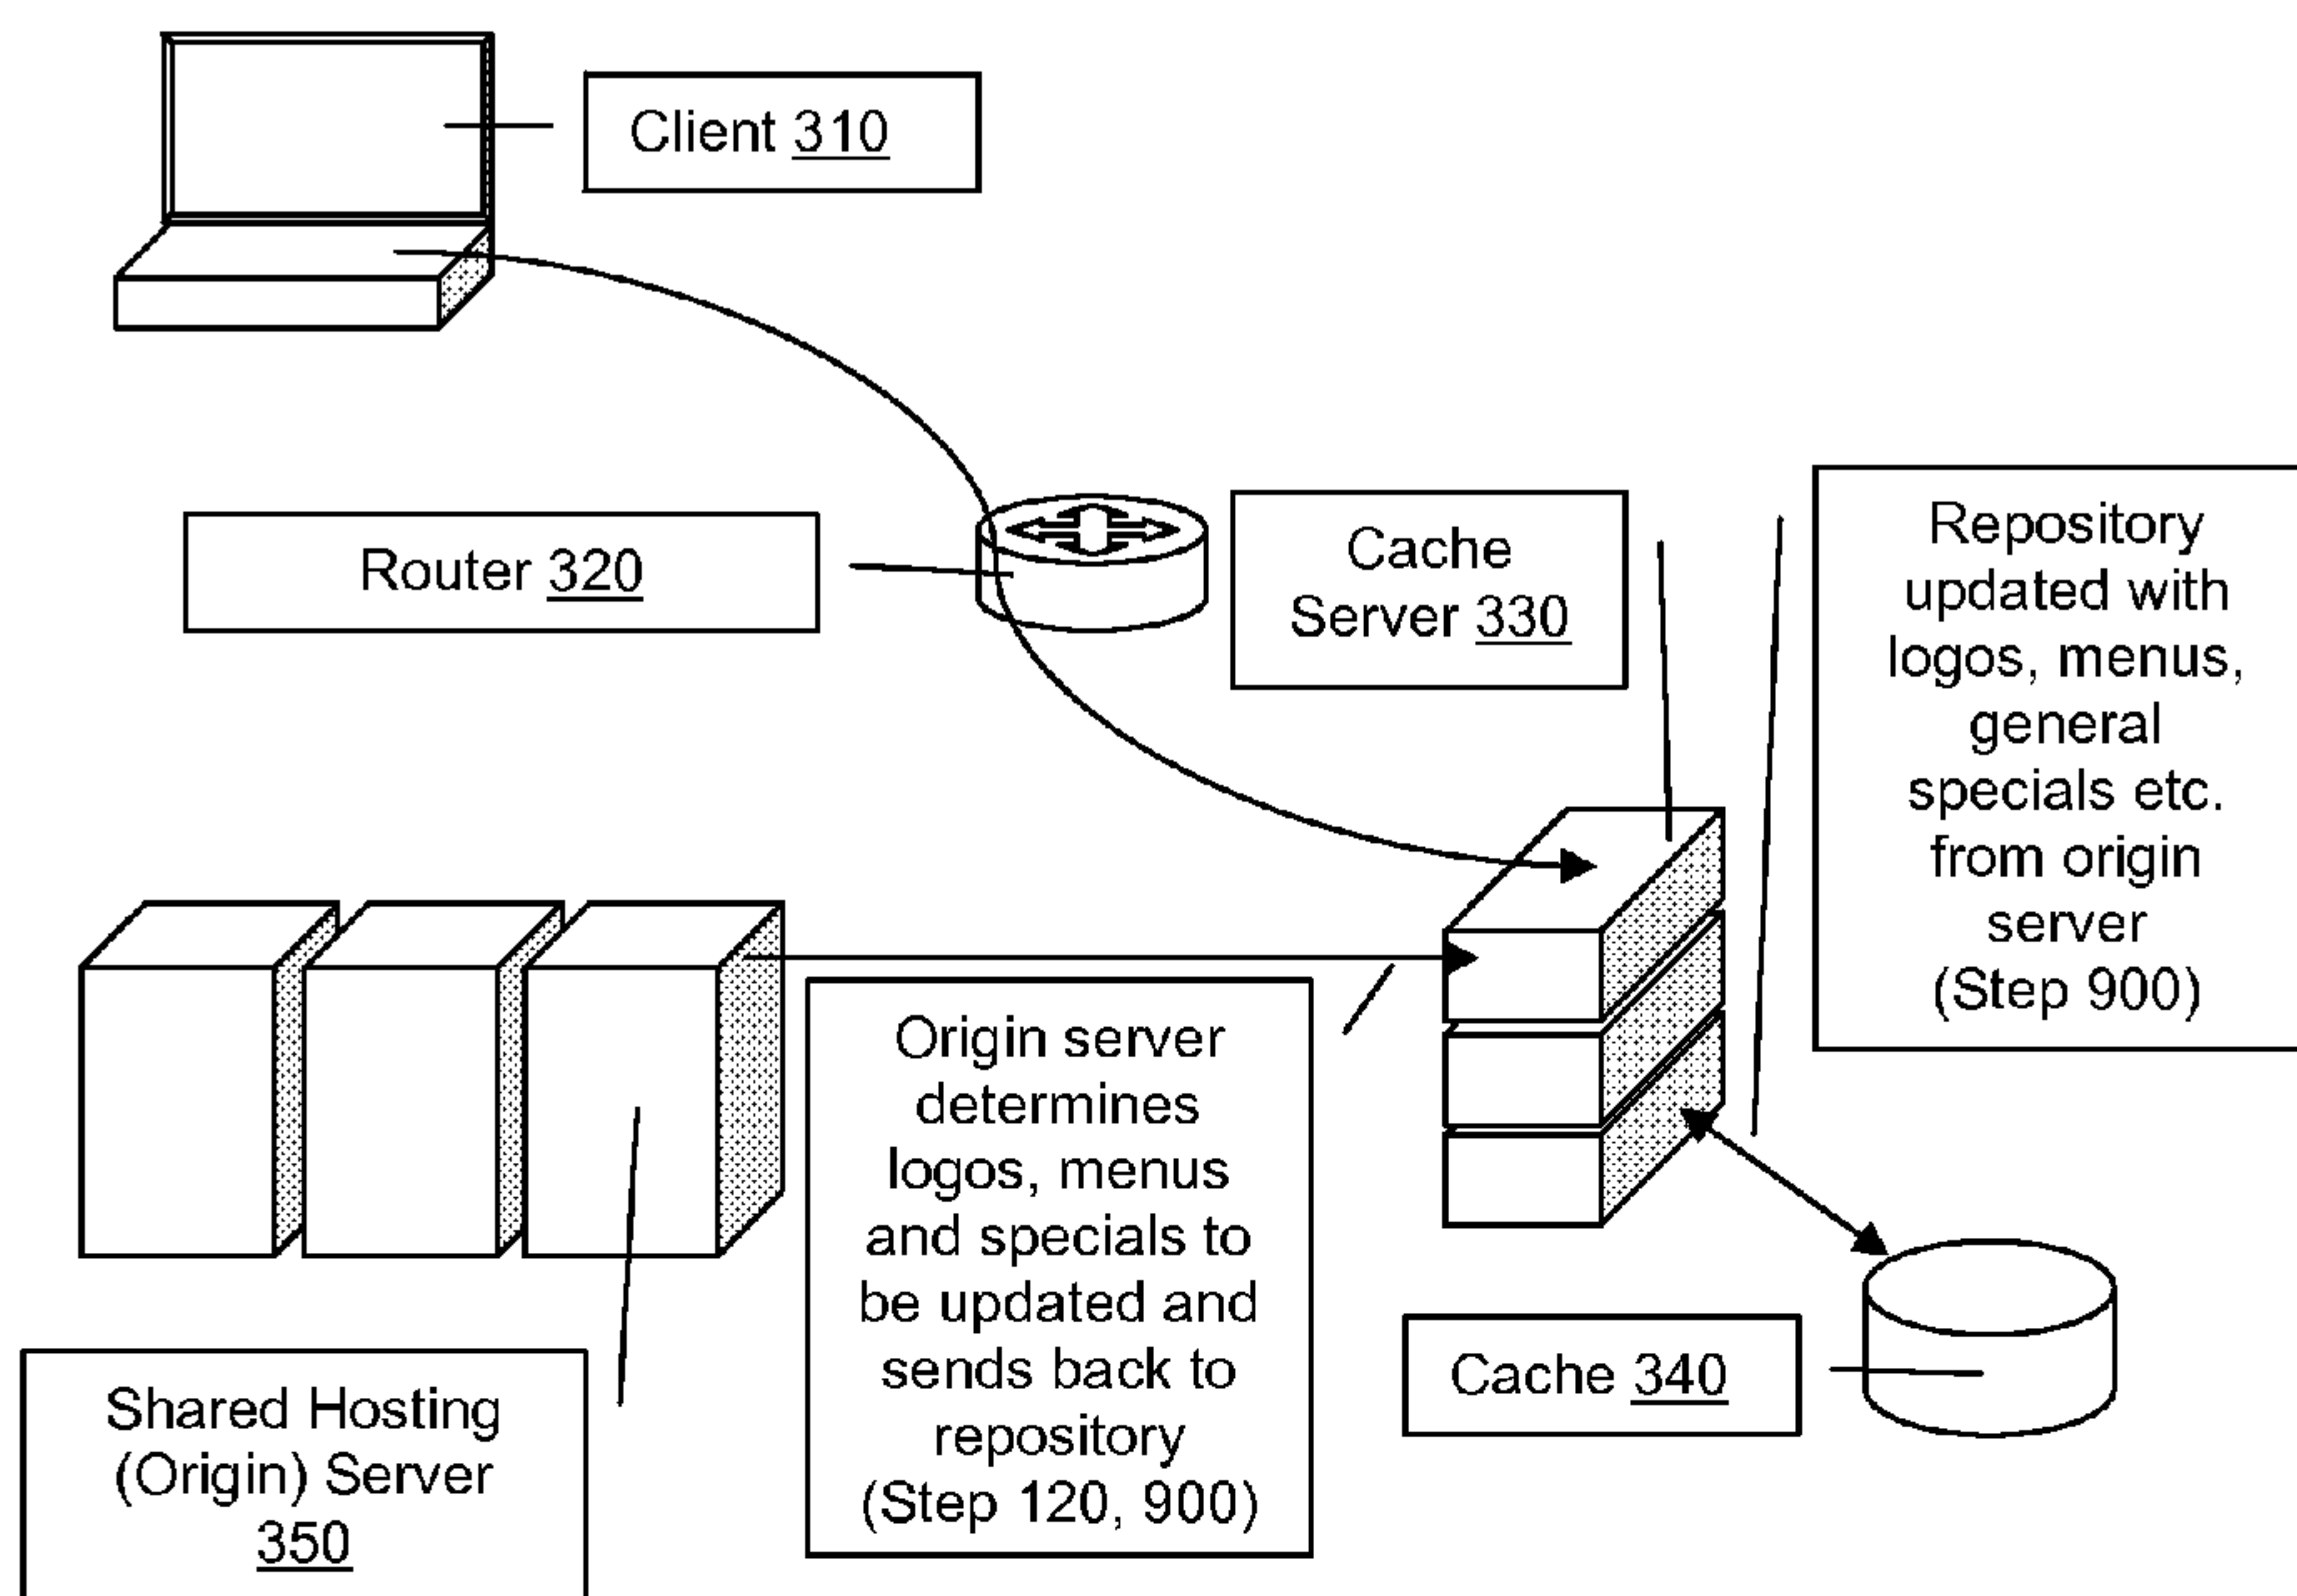 Client 310
Router 320
Cache
Server 330
Repository
updated with
logos, menus,
general
specials etc.
from origin
server
(Step 900)
Origin server
determines
logos, menus
and specials to
be updated and
sends back to
repository
(Step 120, 900)
Cache 340
Shared Hosting
(Origin) Server
350